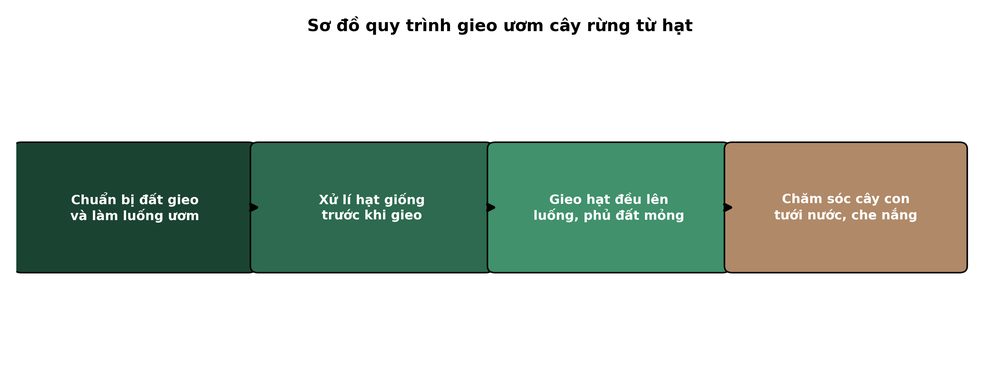 Sơ đồ quy trình gieo ươm cây rừng từ hạt
Chuẩn bị đất gieo
và làm luống ươm
Xử lí hạt giống
trước khi gieo
Gieo hạt đều lên
luống, phủ đất mỏng
Chăm sóc cây con
tưới nước, che nắng